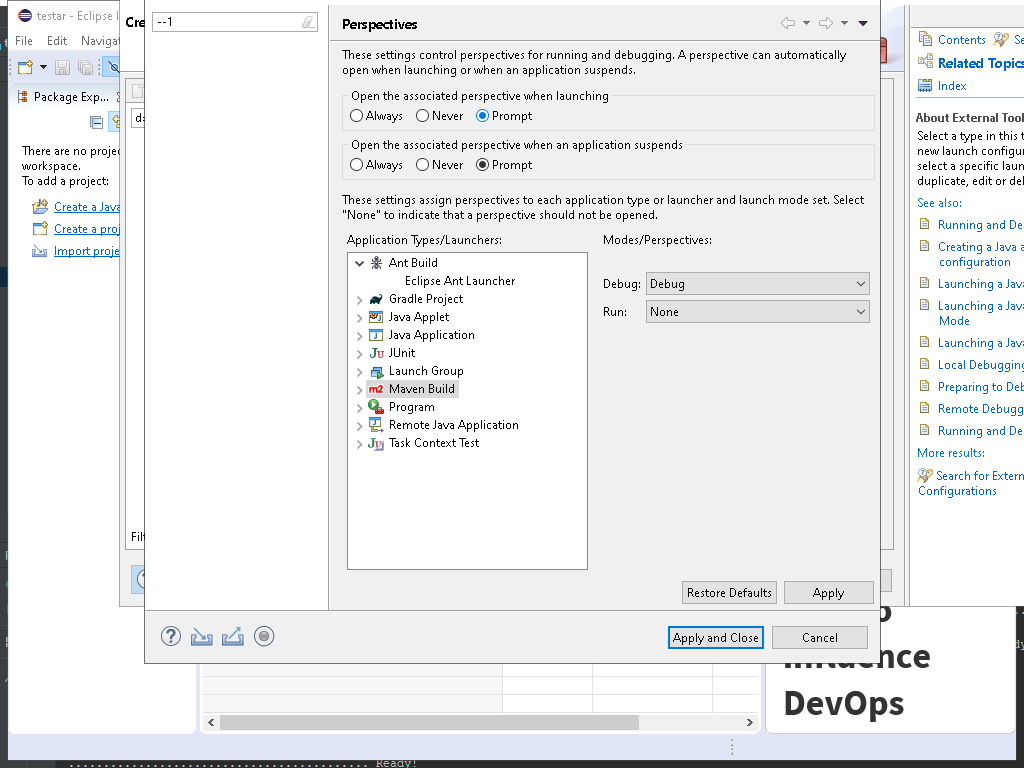 testar - Eclipse I
File Edit Navigat
Package Exp...
There are no proje
workspace.
To add a project:
Create a Java
Create a proj
Import proje
Cre
--1
Perspectives
These settings control perspectives for running and debugging. A perspective can automatically
open when launching or when an application suspends.
Open the associated perspective when launching
Always Never Prompt
Open the associated perspective when an application suspends
Always Never Prompt
These settings assign perspectives to each application type or launcher and launch mode set. Select
"None" to indicate that a perspective should not be opened.
Application Types/Launchers:
Modes/Perspectives:
Ant Build
Eclipse Ant Launcher
Gradle Project
Java Applet
Java Application
JUnit
Launch Group
Maven Build
Program
Remote Java Application
Task Context Test
Debug: Debug
Run: None
Filt
Restore Defaults Apply
Apply and Close Cancel
Contents Se
Related Topics
Index
About External Tool
Select a type in this t
new launch configur
select a specific laun
duplicate, edit or del
See also:
Running and De
Creating a Java a
configuration
Launching a Java
Launching a Java
Mode
Launching a Java
Local Debugging
Preparing to Deb
Remote Debugg
Running and De
More results:
Search for Extern
Configurations
DevOps
Ready!